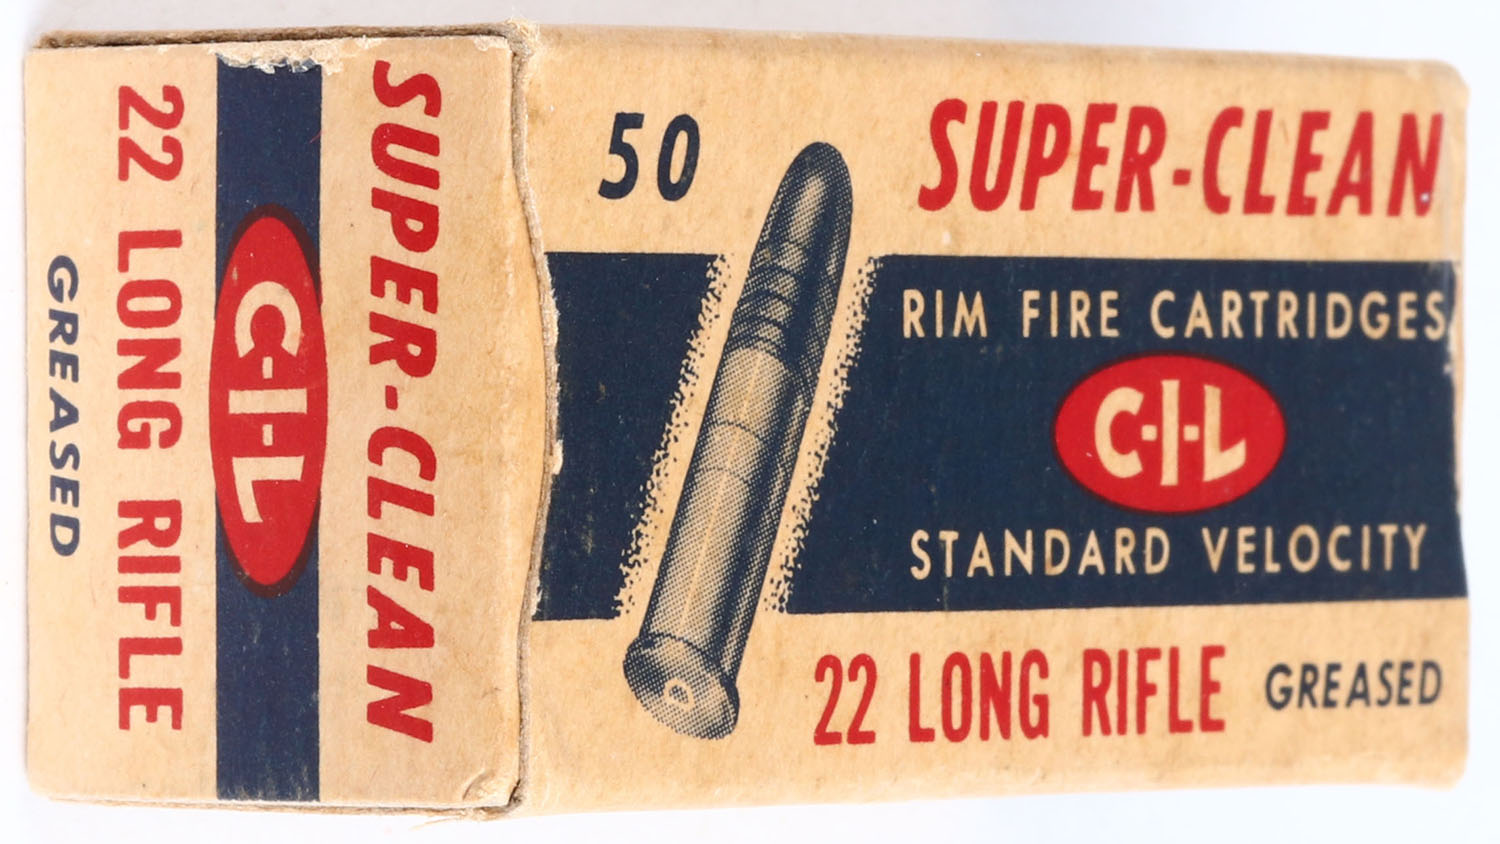 SUPER-CLEAN
C-I-L
22 LONG RIFLE
GREASED
50
SUPER-CLEAN
RIM FIRE CARTRIDGES
C-I-L
STANDARD VELOCITY
22 LONG RIFLE GREASED